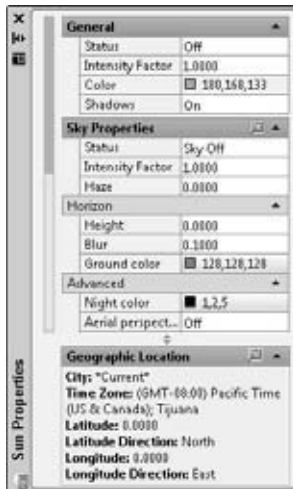 General
Status Off
Intensity Factor 1.0000
Color 180,168,133
Shadows On
Sky Properties
Status Sky Off
Intensity Factor 1.0000
Haze 0.0000
Horizon
Height 0.0000
Blur 0.1000
Ground color 128,128,128
Advanced
Night color 1,2,5
Aerial perspect... Off
Geographic Location
City: "Current"
Time Zone: (GMT-08:00) Pacific Time
(US & Canada); Tijuana
Latitude: 0.0000
Latitude Direction: North
Longitude: 0.0000
Longitude Direction: East
Sun Properties